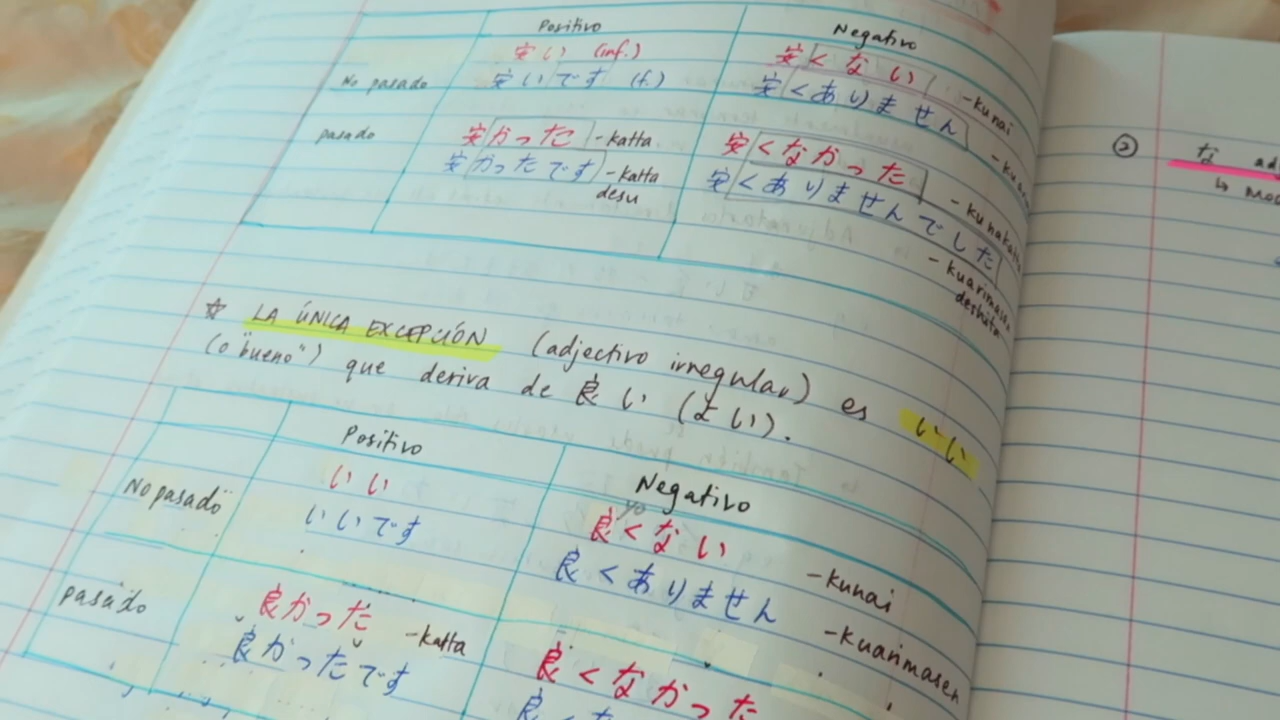 Positivo Negativo
No pasado 安い (inf.) 安くない -kunai
安いです (f.) 安くありません
pasado 安かった -katta 安くなかった
安かったです -katta desu 安くありませんでした -kuarimasen deshita
☆ LA ÚNICA EXCEPCIÓN (adjectivo irregular) es いい
(o "bueno") que deriva de 良い (よい).
Positivo Negativo
No pasado いい 良くない -kunai
いいです 良くありません -kuarimasen
pasado 良かった -katta 良くなかった
良かったです
② な